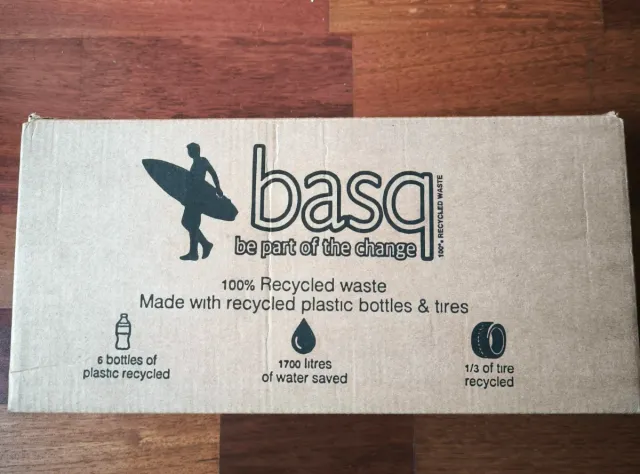 basq
100% RECYCLED WASTE
be part of the change
100% Recycled waste
Made with recycled plastic bottles & tires
6 bottles of
plastic recycled
1700 litres
of water saved
1/3 of tire
recycled